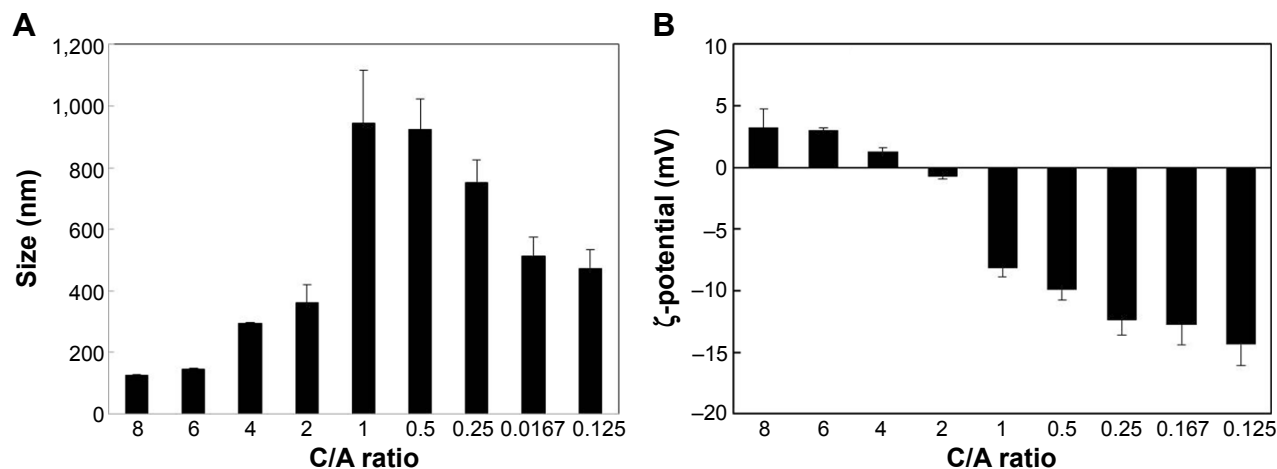 A
1,200
1,000
800
600
400
200
0
Size (nm)
8 6 4 2 1 0.5 0.25 0.0167 0.125
C/A ratio
B
10
5
0
–5
–10
–15
–20
ζ-potential (mV)
8 6 4 2 1 0.5 0.25 0.167 0.125
C/A ratio